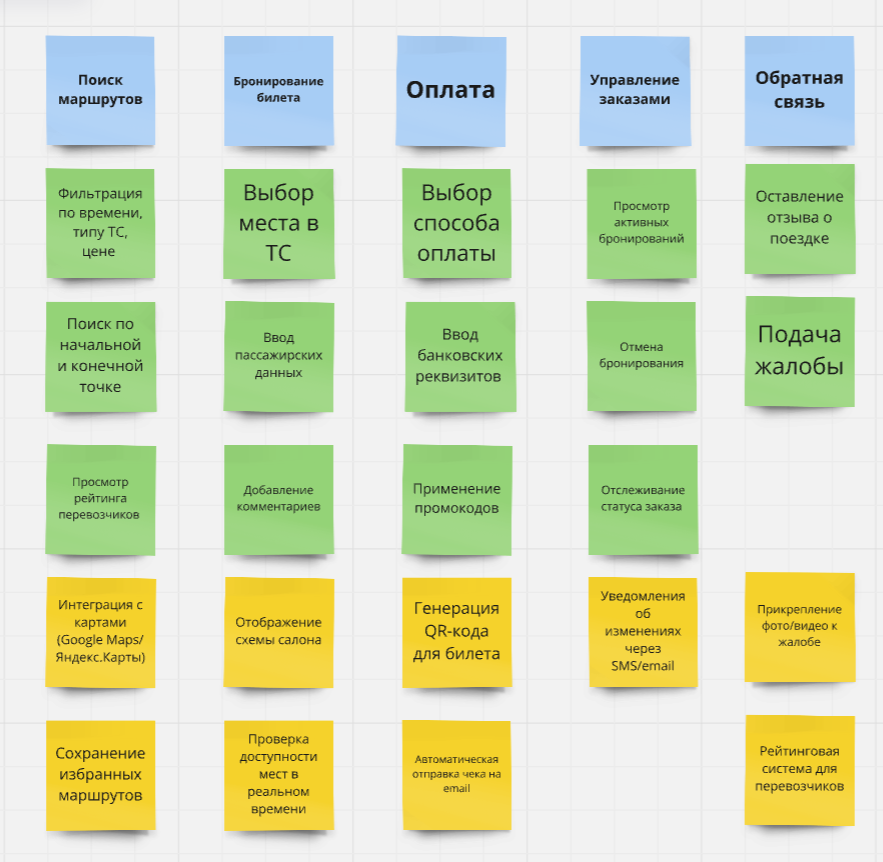 Поиск
маршрутов
Бронирование
билета
Оплата
Управление
заказами
Обратная
связь
Фильтрация
по времени,
типу ТС,
цене
Выбор
места в
ТС
Выбор
способа
оплаты
Просмотр
активных
бронирований
Оставление
отзыва о
поездке
Поиск по
начальной
и конечной
точке
Ввод
пассажирских
данных
Ввод
банковских
реквизитов
Отмена
бронирования
Подача
жалобы
Просмотр
рейтинга
перевозчиков
Добавление
комментариев
Применение
промокодов
Отслеживание
статуса заказа
Интеграция с
картами
(Google Maps/
Яндекс.Карты)
Отображение
схемы салона
Генерация
QR-кода
для билета
Уведомления
об
изменениях
через
SMS/email
Прикрепление
фото/видео к
жалобе
Сохранение
избранных
маршрутов
Проверка
доступности
мест в
реальном
времени
Автоматическая
отправка чека на
email
Рейтинговая
система для
перевозчиков